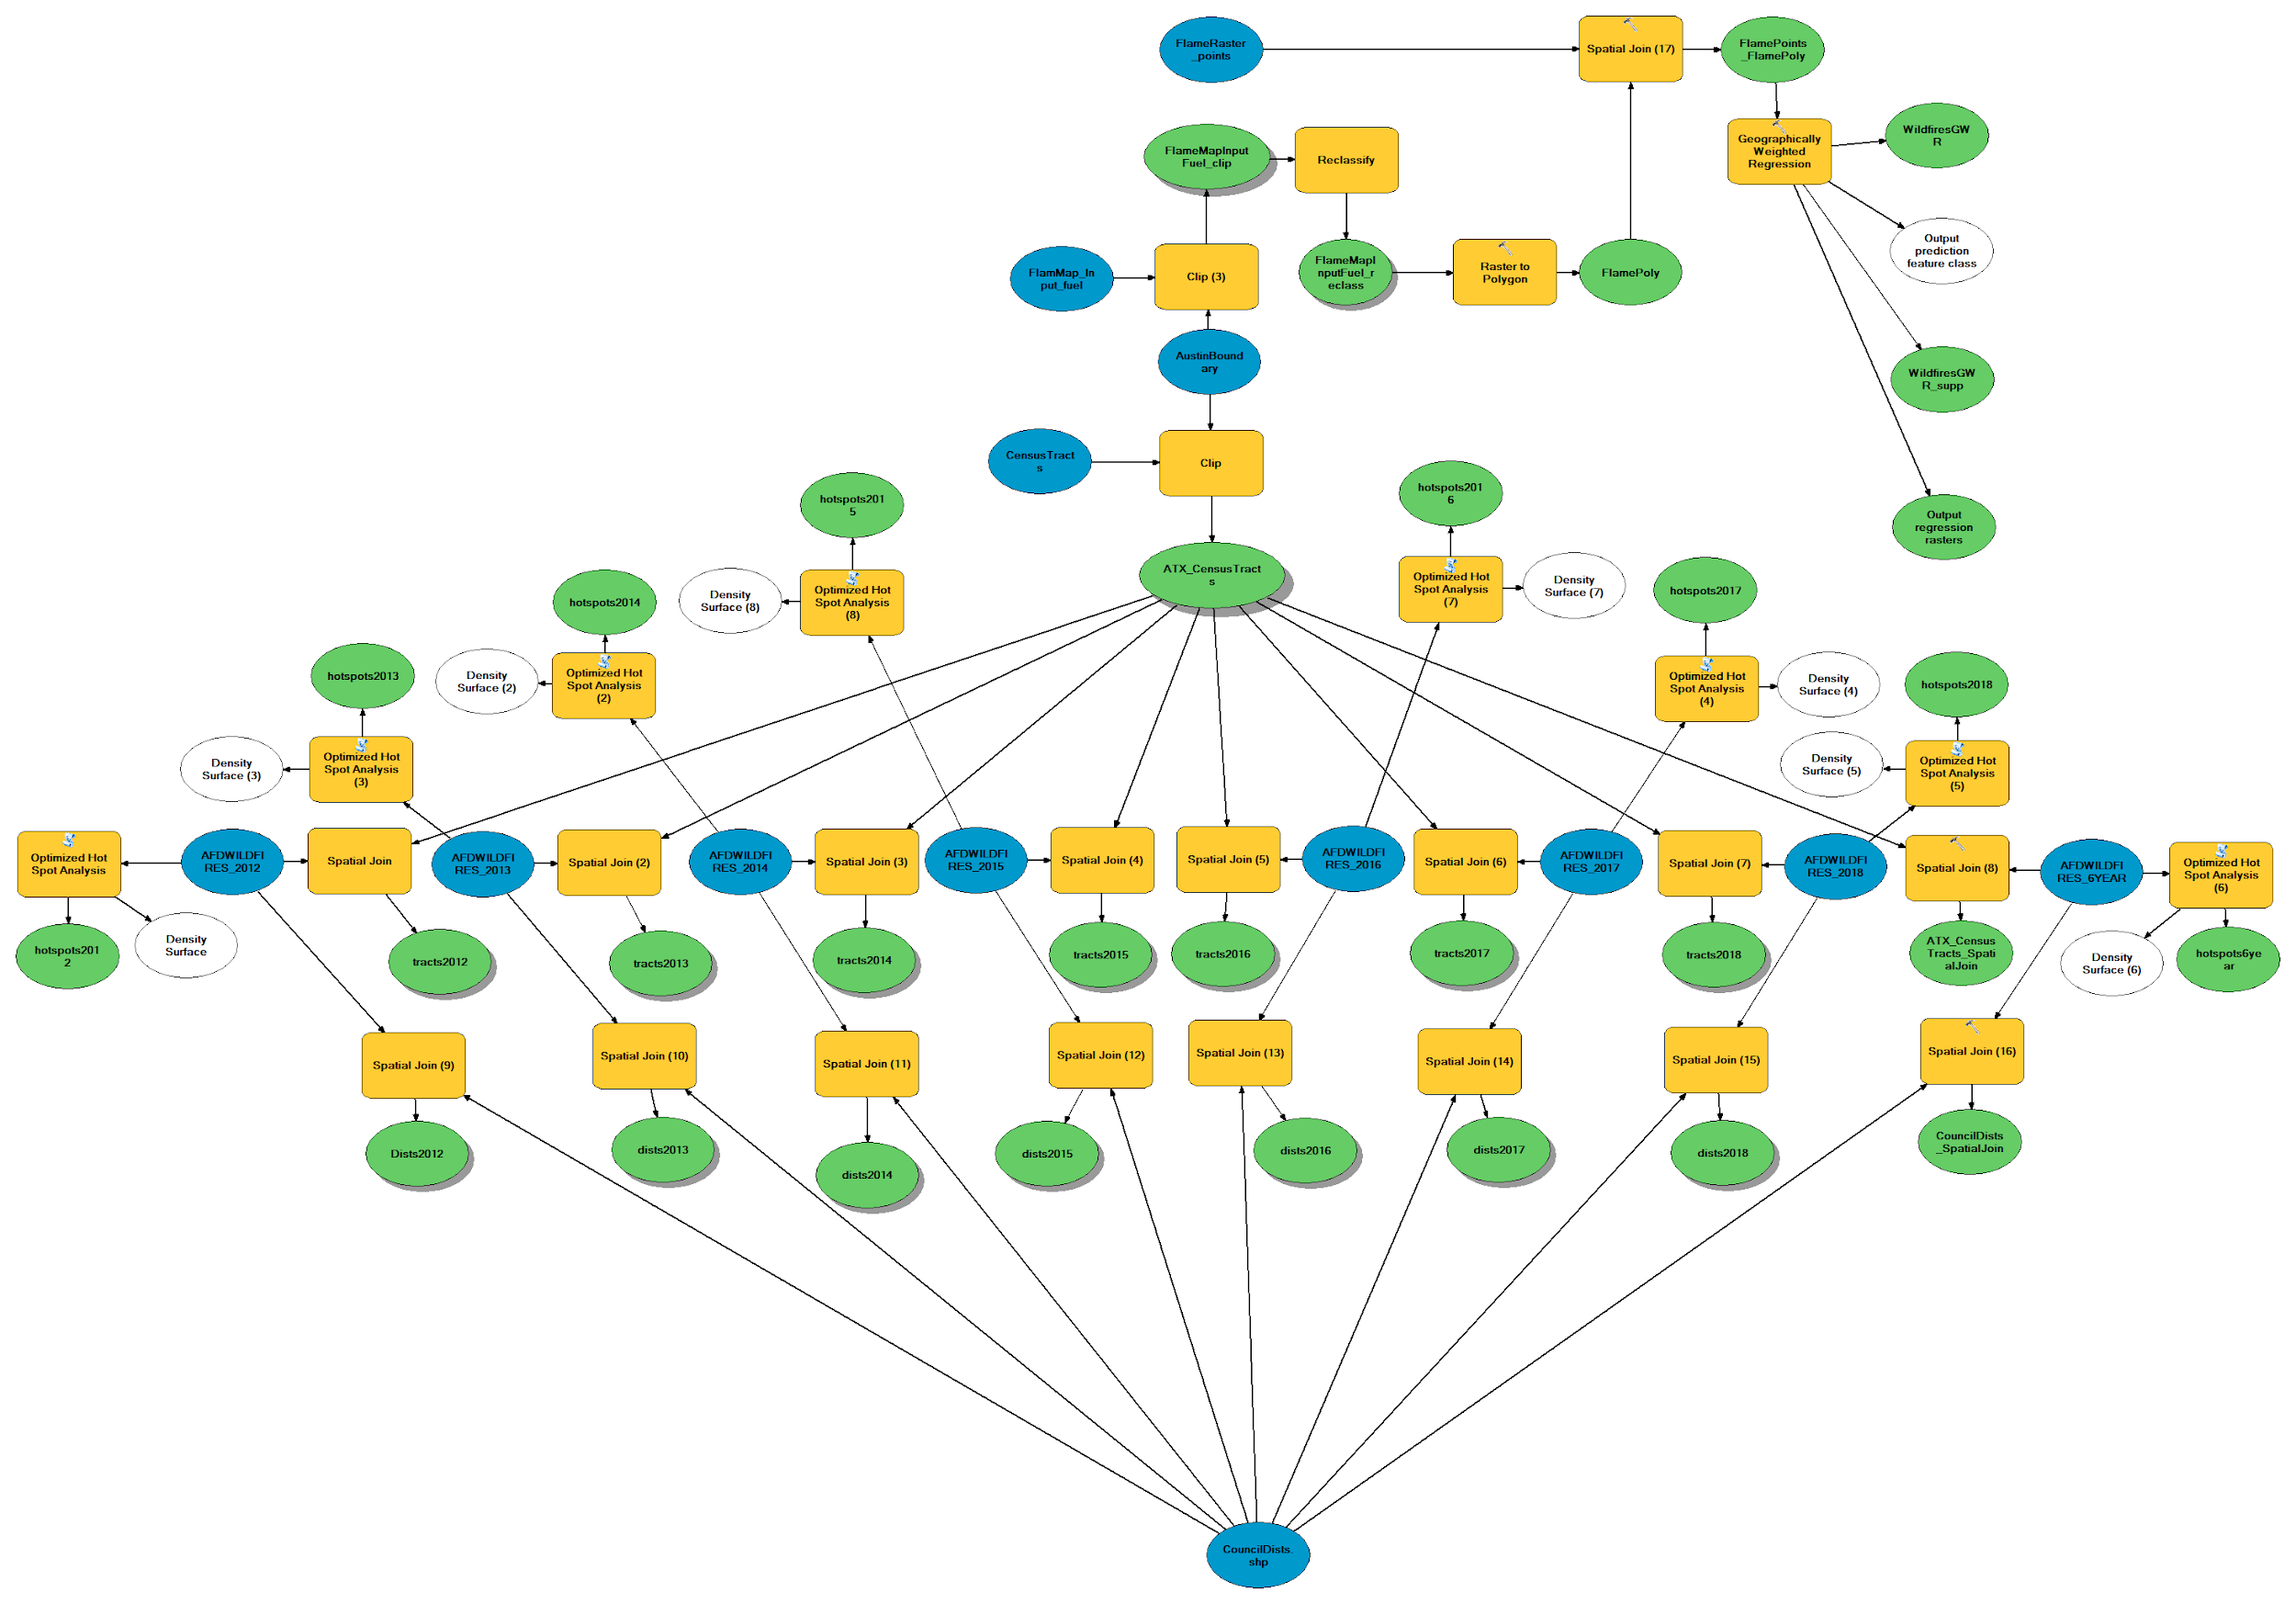 FlameRaster
_points
Spatial Join (17)
FlamePoints
_FlamePoly
FlameMapInput
Fuel_clip
Reclassify
Geographically
Weighted
Regression
WildfiresGW
R
FlamMap_In
put_fuel
Clip (3)
FlameMapI
nputFuel_r
eclass
Raster to
Polygon
FlamePoly
Output
prediction
feature class
AustinBound
ary
WildfiresGW
R_supp
CensusTract
s
Clip
Output
regression
rasters
hotspots201
5
hotspots201
6
ATX_CensusTract
s
hotspots2014
Density
Surface (8)
Optimized Hot
Spot Analysis
(8)
Optimized Hot
Spot Analysis
(7)
Density
Surface (7)
hotspots2017
hotspots2013
Density
Surface (2)
Optimized Hot
Spot Analysis
(2)
Optimized Hot
Spot Analysis
(4)
Density
Surface (4)
hotspots2018
Density
Surface (3)
Optimized Hot
Spot Analysis
(3)
Density
Surface (5)
Optimized Hot
Spot Analysis
(5)
Optimized Hot
Spot Analysis
AFDWILDFI
RES_2012
Spatial Join
AFDWILDFI
RES_2013
Spatial Join (2)
AFDWILDFI
RES_2014
Spatial Join (3)
AFDWILDFI
RES_2015
Spatial Join (4)
Spatial Join (5)
AFDWILDFI
RES_2016
Spatial Join (6)
AFDWILDFI
RES_2017
Spatial Join (7)
AFDWILDFI
RES_2018
Spatial Join (8)
AFDWILDFI
RES_6YEAR
Optimized Hot
Spot Analysis
(6)
hotspots201
2
Density
Surface
tracts2012
tracts2013
tracts2014
tracts2015
tracts2016
tracts2017
tracts2018
ATX_Census
Tracts_Spati
alJoin
Density
Surface (6)
hotspots6ye
ar
Spatial Join (9)
Spatial Join (10)
Spatial Join (11)
Spatial Join (12)
Spatial Join (13)
Spatial Join (14)
Spatial Join (15)
Spatial Join (16)
Dists2012
dists2013
dists2014
dists2015
dists2016
dists2017
dists2018
CouncilDists
_SpatialJoin
CouncilDists.
shp